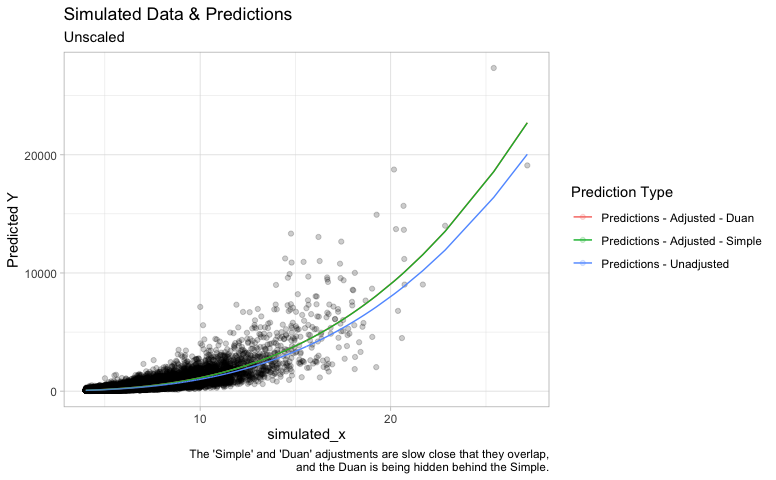 Simulated Data & Predictions
Unscaled
Predicted Y
20000
10000
0
10
20
simulated_x
Prediction Type
Predictions - Adjusted - Duan
Predictions - Adjusted - Simple
Predictions - Unadjusted
The 'Simple' and 'Duan' adjustments are slow close that they overlap,
and the Duan is being hidden behind the Simple.